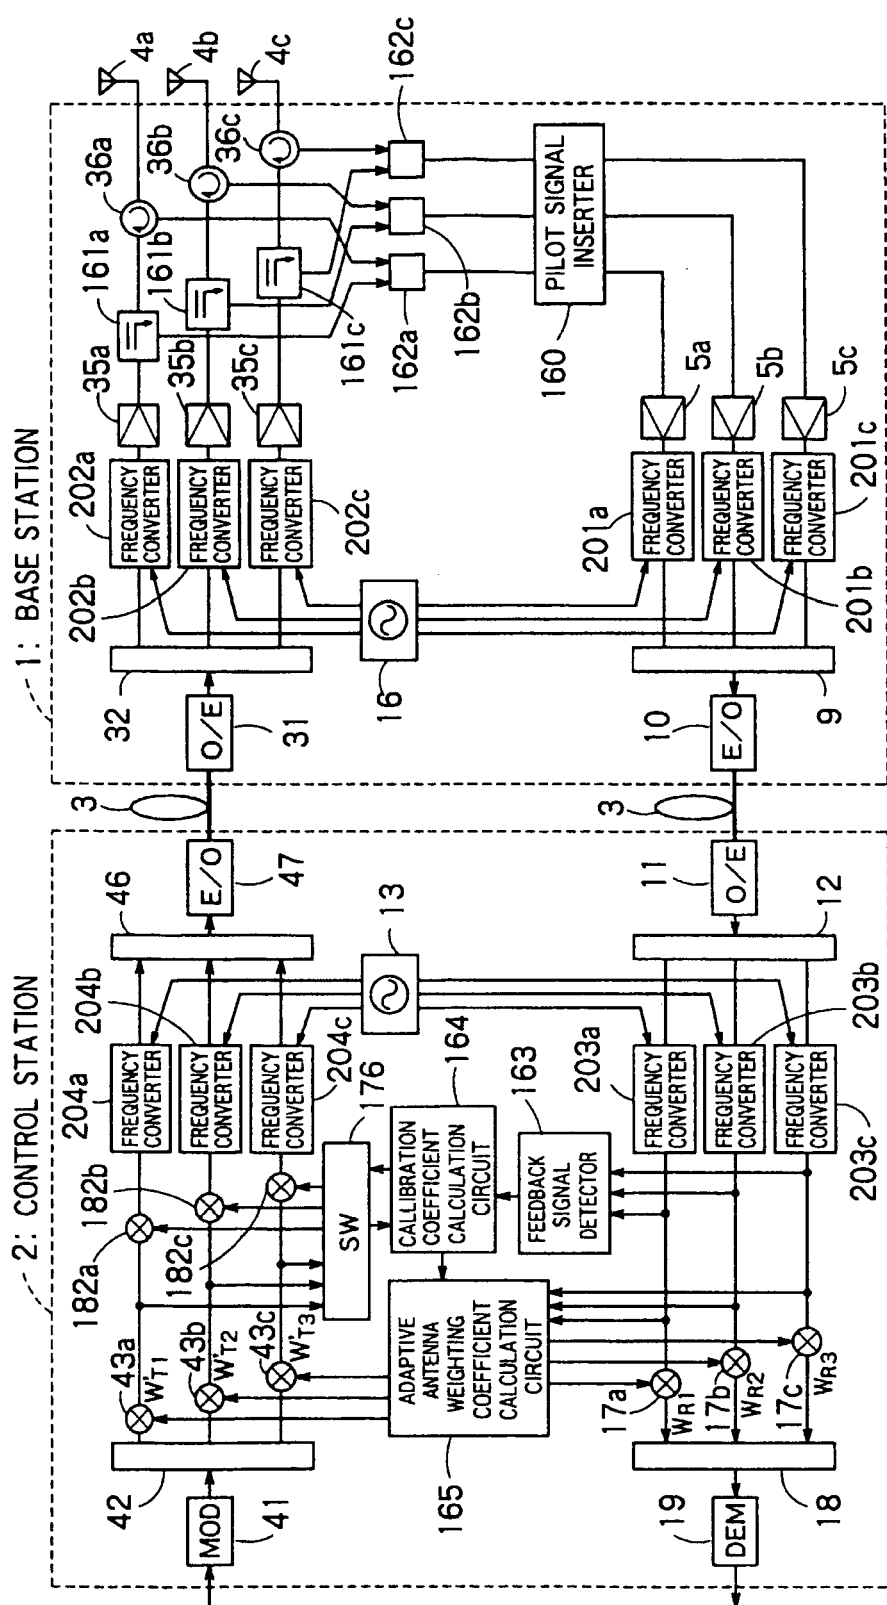 1: BASE STATION
4a
4b
4c
36a
36b
36c
162c
161a
161b
161c
162a
162b
PILOT SIGNAL
INSERTER
160
35a
35b
35c
5a
5b
5c
202a
FREQUENCY
CONVERTER
202b
FREQUENCY
CONVERTER
202c
FREQUENCY
CONVERTER
201a
FREQUENCY
CONVERTER
201b
FREQUENCY
CONVERTER
201c
FREQUENCY
CONVERTER
16
32
O/E
31
9
10
E/O
3
3
2: CONTROL STATION
E/O
47
46
11
O/E
12
13
204a
FREQUENCY
CONVERTER
204b
FREQUENCY
CONVERTER
204c
FREQUENCY
CONVERTER
203a
FREQUENCY
CONVERTER
203b
FREQUENCY
CONVERTER
203c
FREQUENCY
CONVERTER
176
SW
164
CALLIBRATION
COEFFICIENT
CALCULATION
CIRCUIT
163
FEEDBACK
SIGNAL
DETECTOR
182a
182b
182c
43a
W'T1
43b
W'T2
43c
W'T3
ADAPTIVE
ANTENNA
WEIGHTING
COEFFICIENT
CALCULATION
CIRCUIT
165
17a
WR1
17b
WR2
17c
WR3
42
MOD
41
19
DEM
18